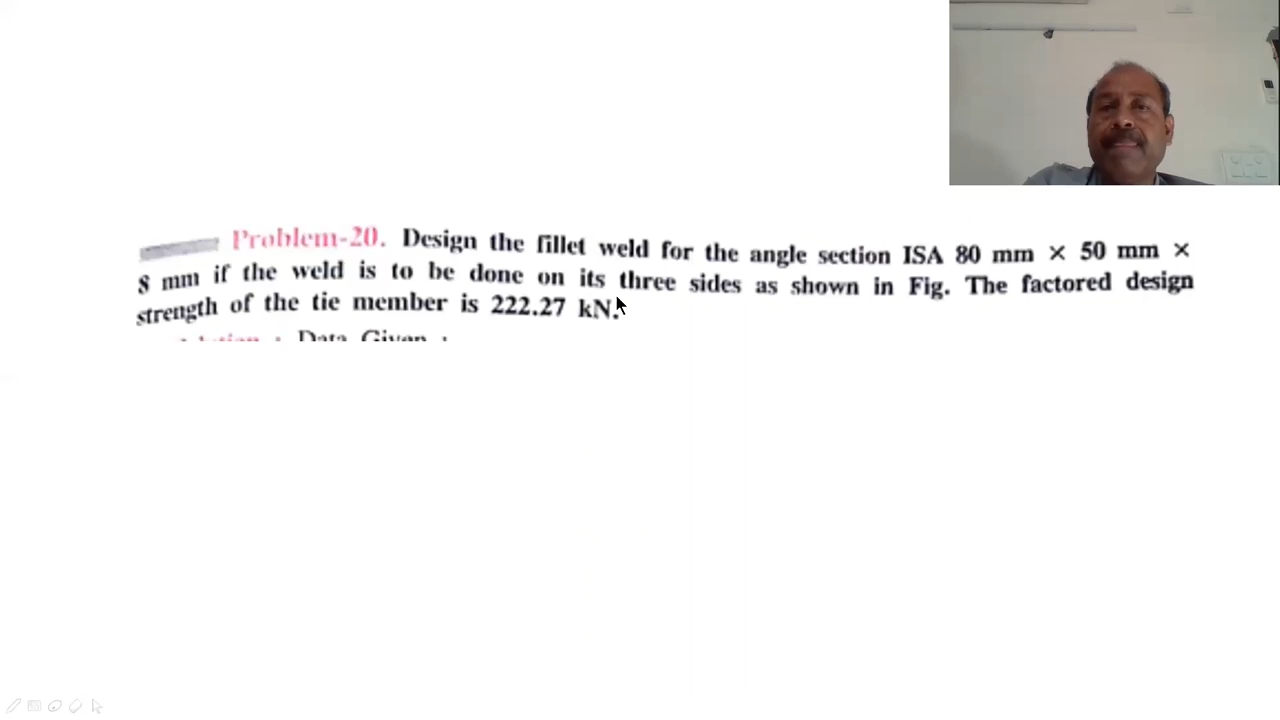 Problem-20. Design the fillet weld for the angle section ISA 80 mm × 50 mm ×
8 mm if the weld is to be done on its three sides as shown in Fig. The factored design
strength of the tie member is 222.27 kN.
Data Given :